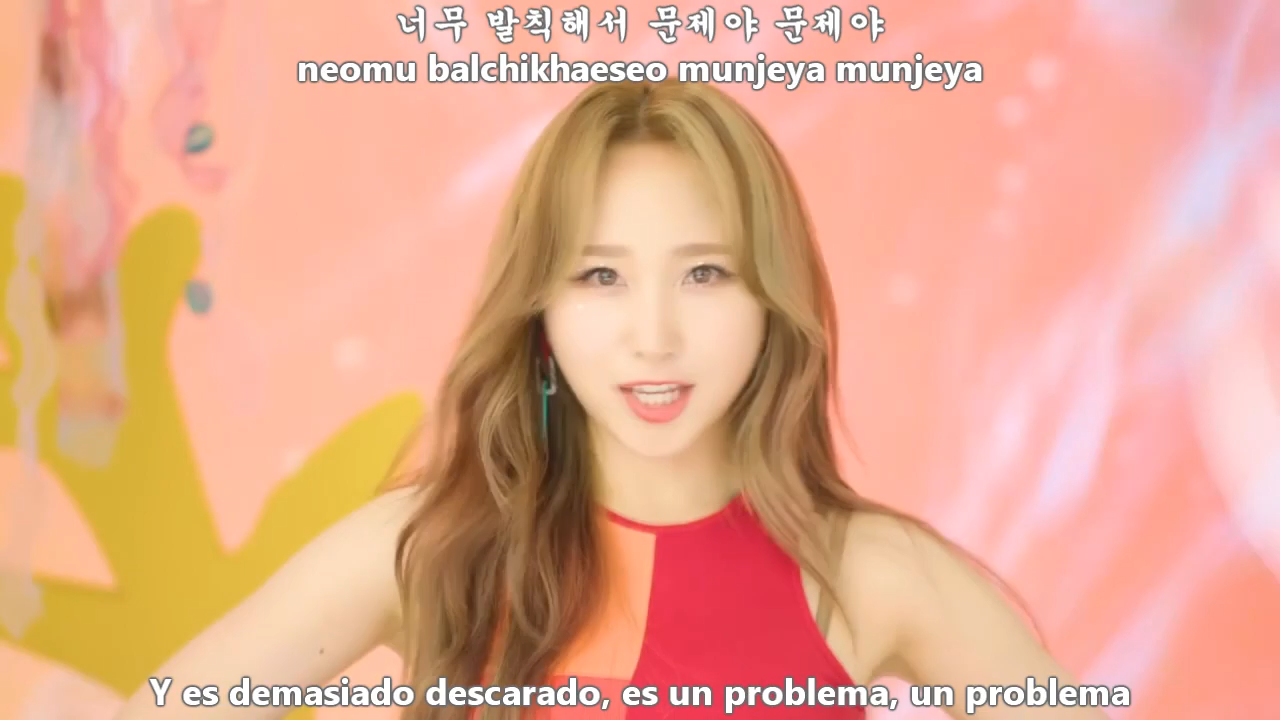 너무 발칙해서 문제야 문제야
neomu balchikhaeseo munjeya munjeya
Y es demasiado descarado, es un problema, un problema